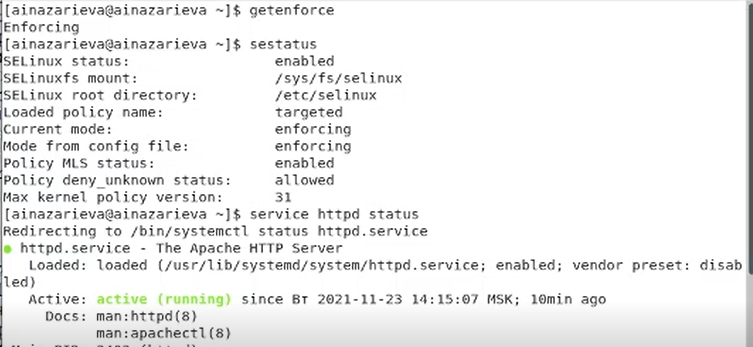 [ainazarieva@ainazarieva ~]$ getenforce
Enforcing
[ainazarieva@ainazarieva ~]$ sestatus
SELinux status:                 enabled
SELinuxfs mount:                /sys/fs/selinux
SELinux root directory:         /etc/selinux
Loaded policy name:             targeted
Current mode:                   enforcing
Mode from config file:          enforcing
Policy MLS status:              enabled
Policy deny_unknown status:     allowed
Max kernel policy version:      31
[ainazarieva@ainazarieva ~]$ service httpd status
Redirecting to /bin/systemctl status httpd.service
● httpd.service - The Apache HTTP Server
   Loaded: loaded (/usr/lib/systemd/system/httpd.service; enabled; vendor preset: disab
led)
   Active: active (running) since Вт 2021-11-23 14:15:07 MSK; 10min ago
     Docs: man:httpd(8)
           man:apachectl(8)